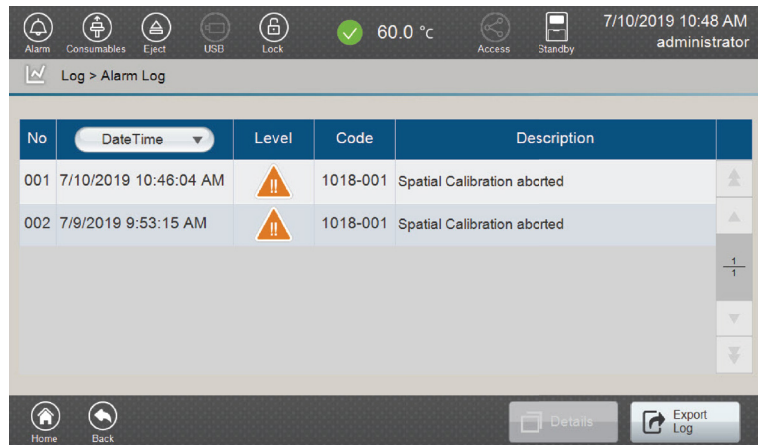 Alarm Consumables Eject USB Lock 60.0 °c Access Standby 7/10/2019 10:48 AM
administrator
Log > Alarm Log
No DateTime Level Code Description
001 7/10/2019 10:46:04 AM !! 1018-001 Spatial Calibration abcrted
002 7/9/2019 9:53:15 AM !! 1018-001 Spatial Calibration abcrted
1
1
Home Back Details Export
Log